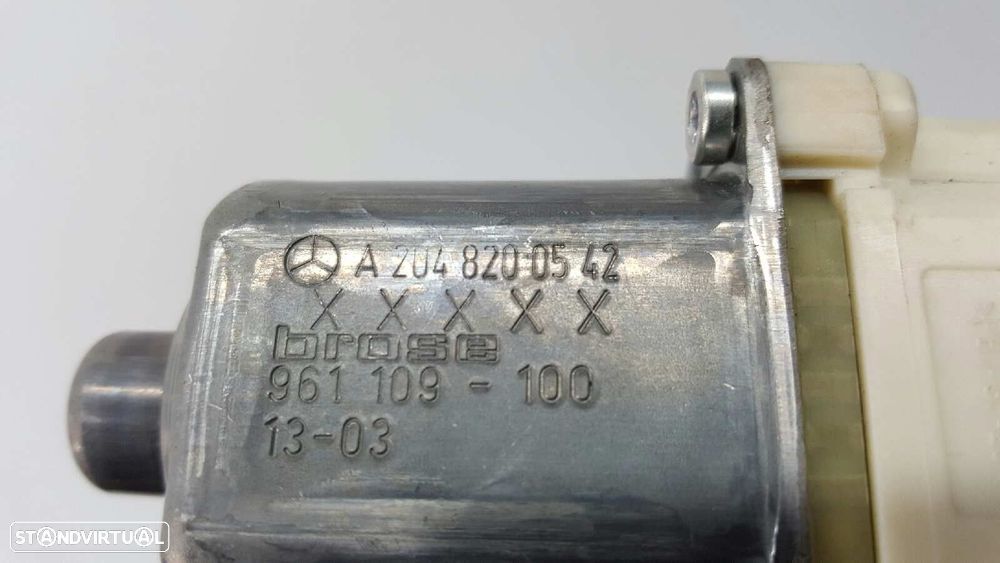 A 204 820 05 42
X X X X X
brose
961 109 - 100
13-03
STANDVIRTUAL